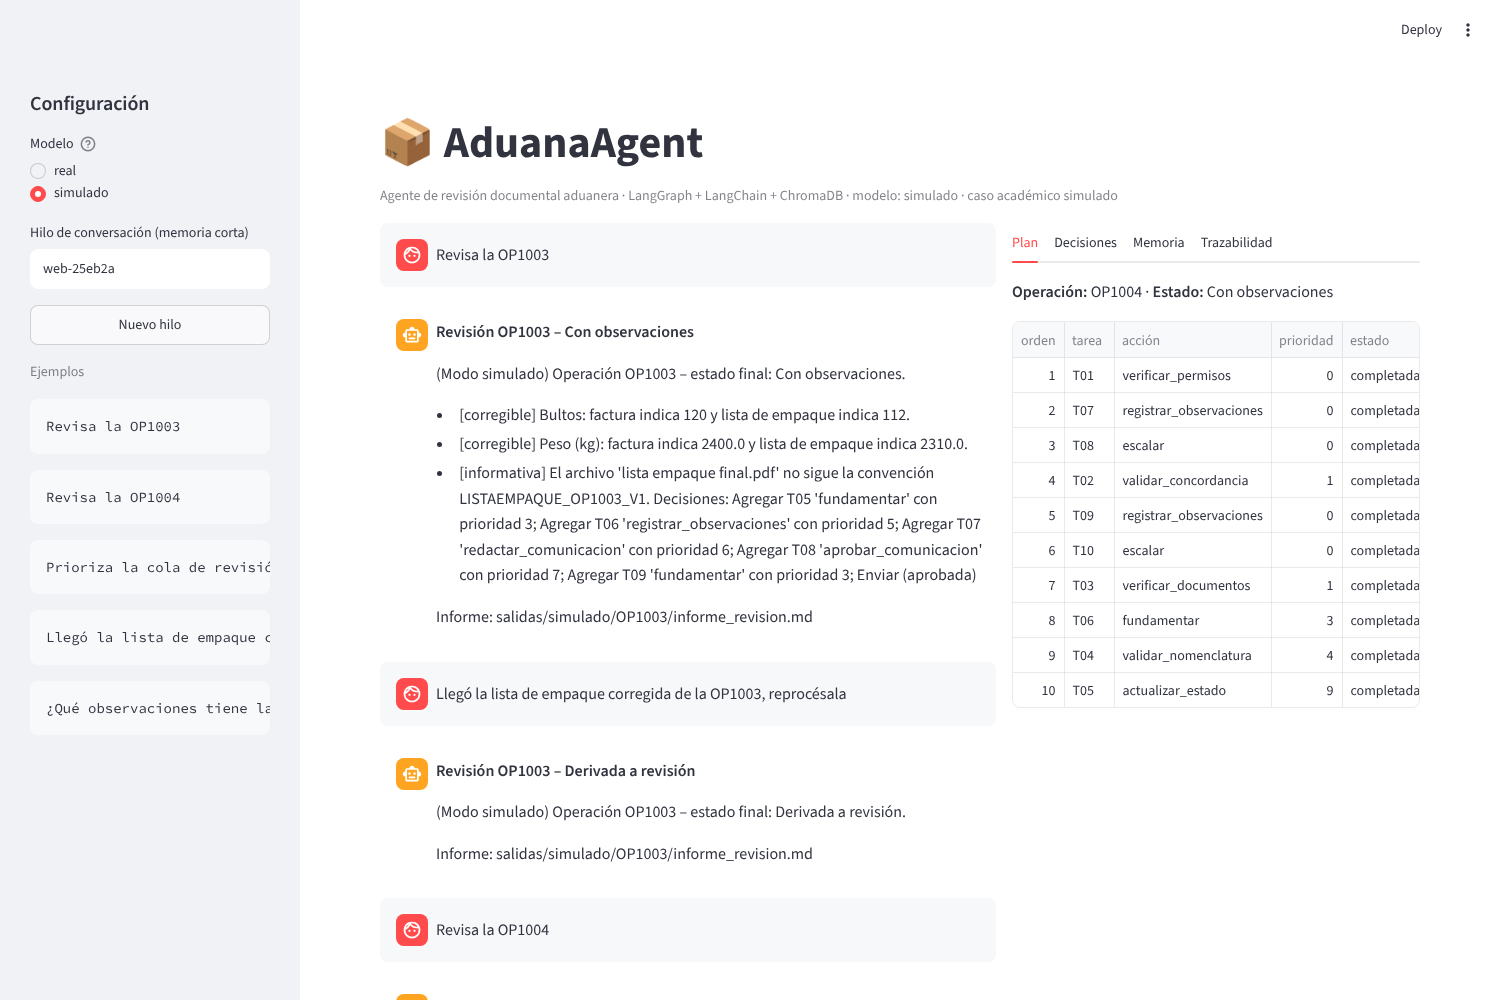 Deploy
Configuración
Modelo
real
simulado
Hilo de conversación (memoria corta)
web-25eb2a
Nuevo hilo
Ejemplos
Revisa la OP1003
Revisa la OP1004
Prioriza la cola de revisió
Llegó la lista de empaque c
¿Qué observaciones tiene la
AduanaAgent
Agente de revisión documental aduanera · LangGraph + LangChain + ChromaDB · modelo: simulado · caso académico simulado
Revisa la OP1003
Revisión OP1003 – Con observaciones
(Modo simulado) Operación OP1003 – estado final: Con observaciones.
• [corregible] Bultos: factura indica 120 y lista de empaque indica 112.
• [corregible] Peso (kg): factura indica 2400.0 y lista de empaque indica 2310.0.
• [informativa] El archivo 'lista empaque final.pdf' no sigue la convención
LISTAEMPAQUE_OP1003_V1. Decisiones: Agregar T05 'fundamentar' con
prioridad 3; Agregar T06 'registrar_observaciones' con prioridad 5; Agregar T07
'redactar_comunicacion' con prioridad 6; Agregar T08 'aprobar_comunicacion'
con prioridad 7; Agregar T09 'fundamentar' con prioridad 3; Enviar (aprobada)
Informe: salidas/simulado/OP1003/informe_revision.md
Llegó la lista de empaque corregida de la OP1003, reprocésala
Revisión OP1003 – Derivada a revisión
(Modo simulado) Operación OP1003 – estado final: Derivada a revisión.
Informe: salidas/simulado/OP1003/informe_revision.md
Revisa la OP1004
Plan Decisiones Memoria Trazabilidad
Operación: OP1004 · Estado: Con observaciones
orden tarea acción prioridad estado
1 T01 verificar_permisos 0 completada
2 T07 registrar_observaciones 0 completada
3 T08 escalar 0 completada
4 T02 validar_concordancia 1 completada
5 T09 registrar_observaciones 0 completada
6 T10 escalar 0 completada
7 T03 verificar_documentos 1 completada
8 T06 fundamentar 3 completada
9 T04 validar_nomenclatura 4 completada
10 T05 actualizar_estado 9 completada